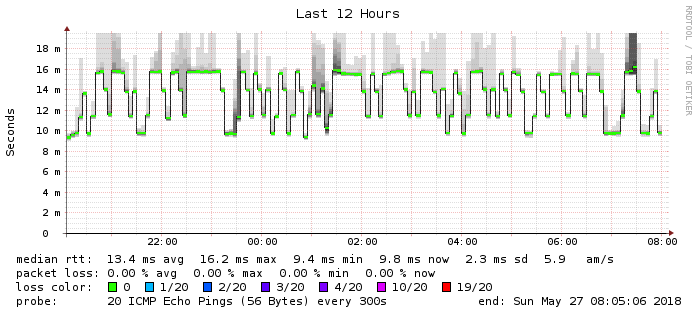 Last 12 Hours
RRDTOOL / TOBI OETIKER
Seconds
18 m
16 m
14 m
12 m
10 m
8 m
6 m
4 m
2 m
0
22:00 00:00 02:00 04:00 06:00 08:00
median rtt: 13.4 ms avg 16.2 ms max 9.4 ms min 9.8 ms now 2.3 ms sd 5.9 am/s
packet loss: 0.00 % avg 0.00 % max 0.00 % min 0.00 % now
loss color: 0 1/20 2/20 3/20 4/20 10/20 19/20
probe: 20 ICMP Echo Pings (56 Bytes) every 300s end: Sun May 27 08:05:06 2018